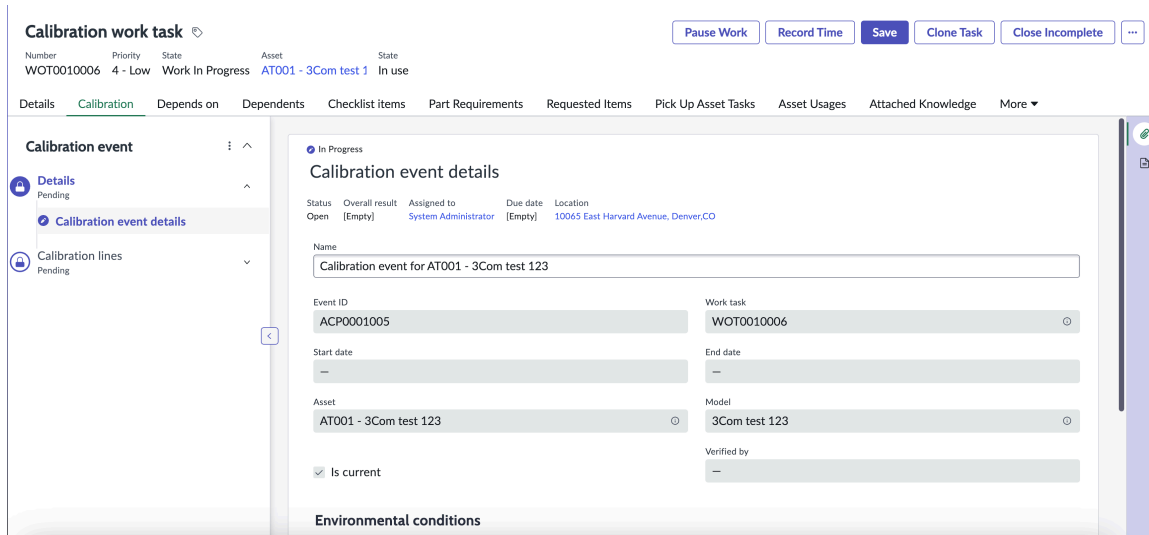 Calibration work task
Pause Work Record Time Save Clone Task Close Incomplete ...
Number Priority State Asset State
WOT0010006 4 - Low Work In Progress AT001 - 3Com test 1 In use
Details Calibration Depends on Dependents Checklist items Part Requirements Requested Items Pick Up Asset Tasks Asset Usages Attached Knowledge More
Calibration event
Details
Pending
Calibration event details
Calibration lines
Pending
In Progress
Calibration event details
Status Overall result Assigned to Due date Location
Open [Empty] System Administrator [Empty] 10065 East Harvard Avenue, Denver,CO
Name
Calibration event for AT001 - 3Com test 123
Event ID Work task
ACP0001005 WOT0010006
Start date End date
— —
Asset Model
AT001 - 3Com test 123 3Com test 123
Verified by
Is current —
Environmental conditions